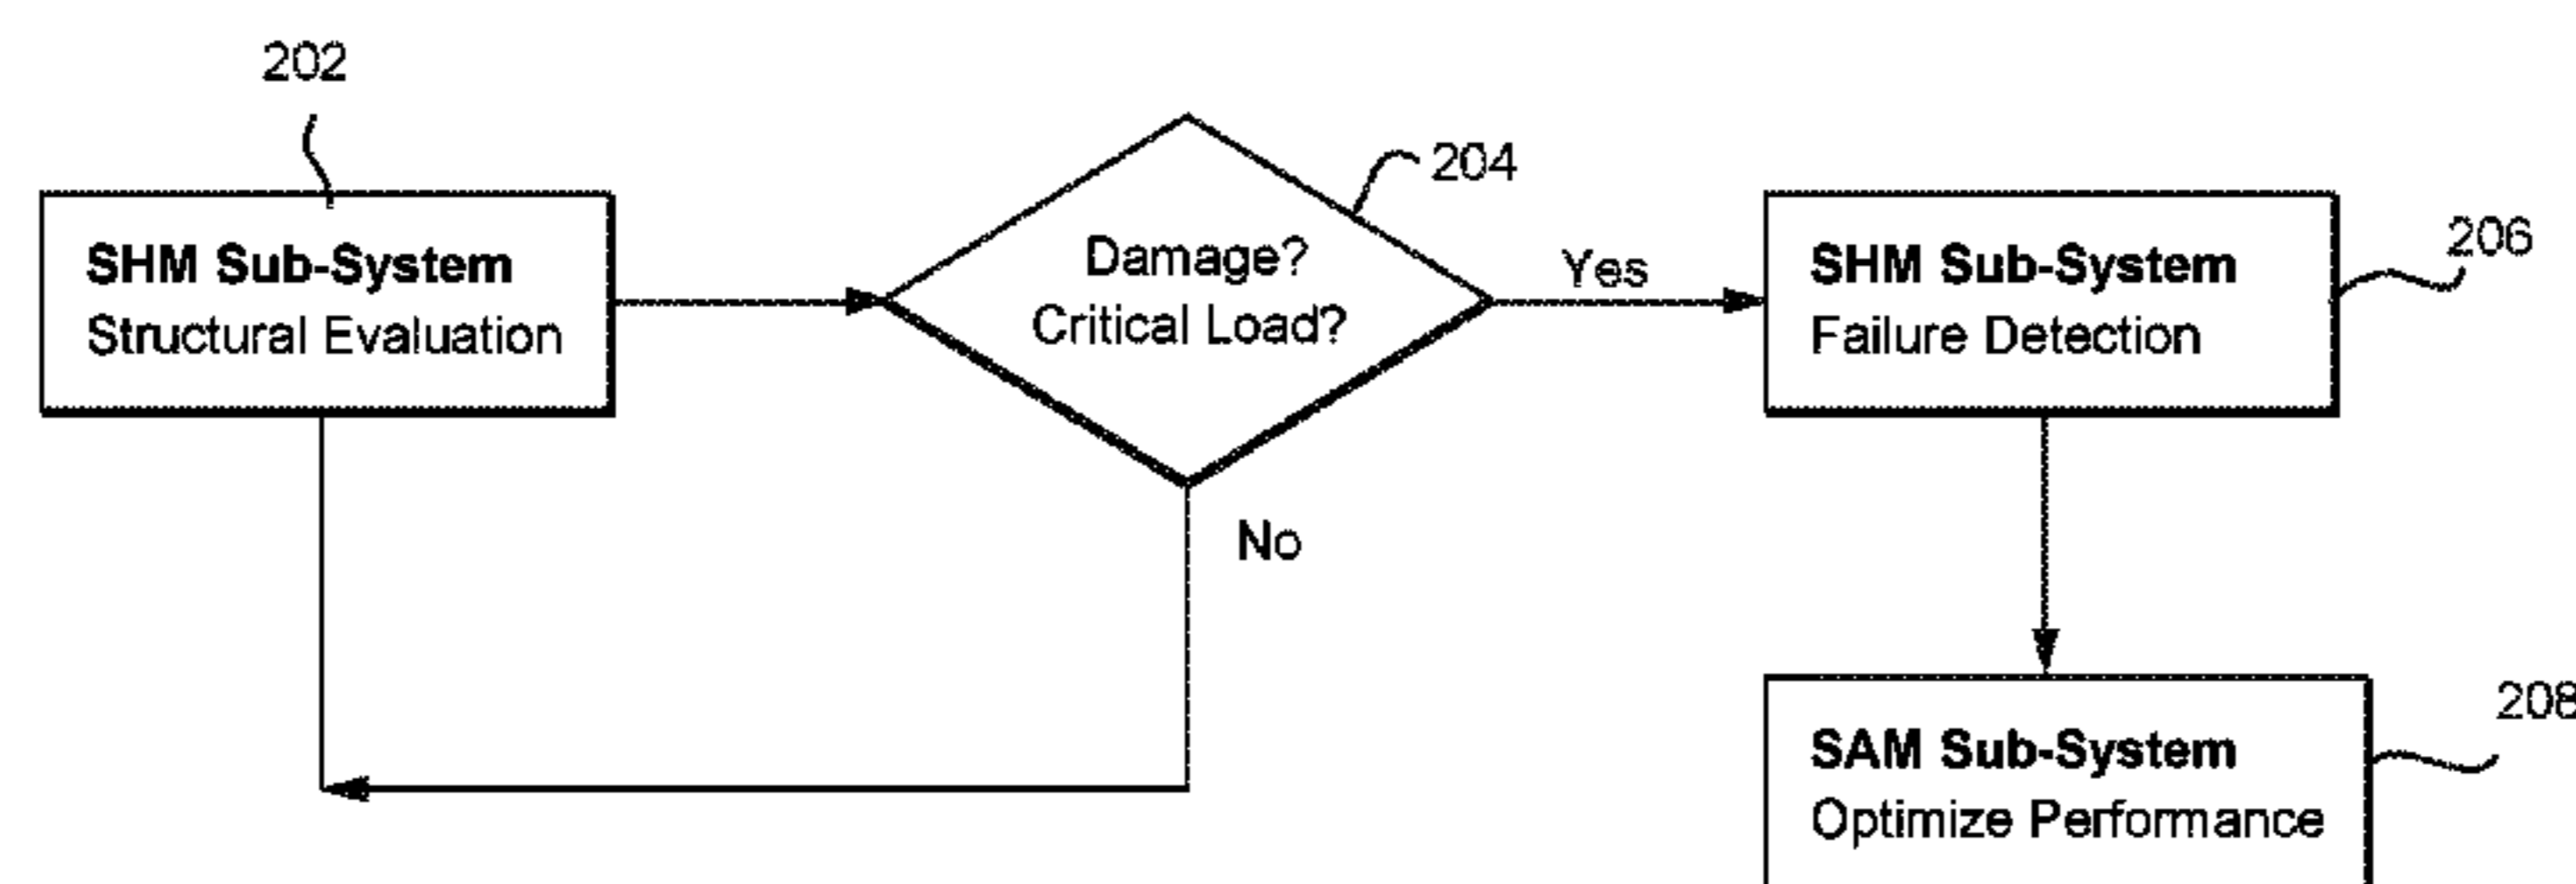 202
204
206
SHM Sub-System
Structural Evaluation
Damage?
Critical Load?
Yes
SHM Sub-System
Failure Detection
No
208
SAM Sub-System
Optimize Performance